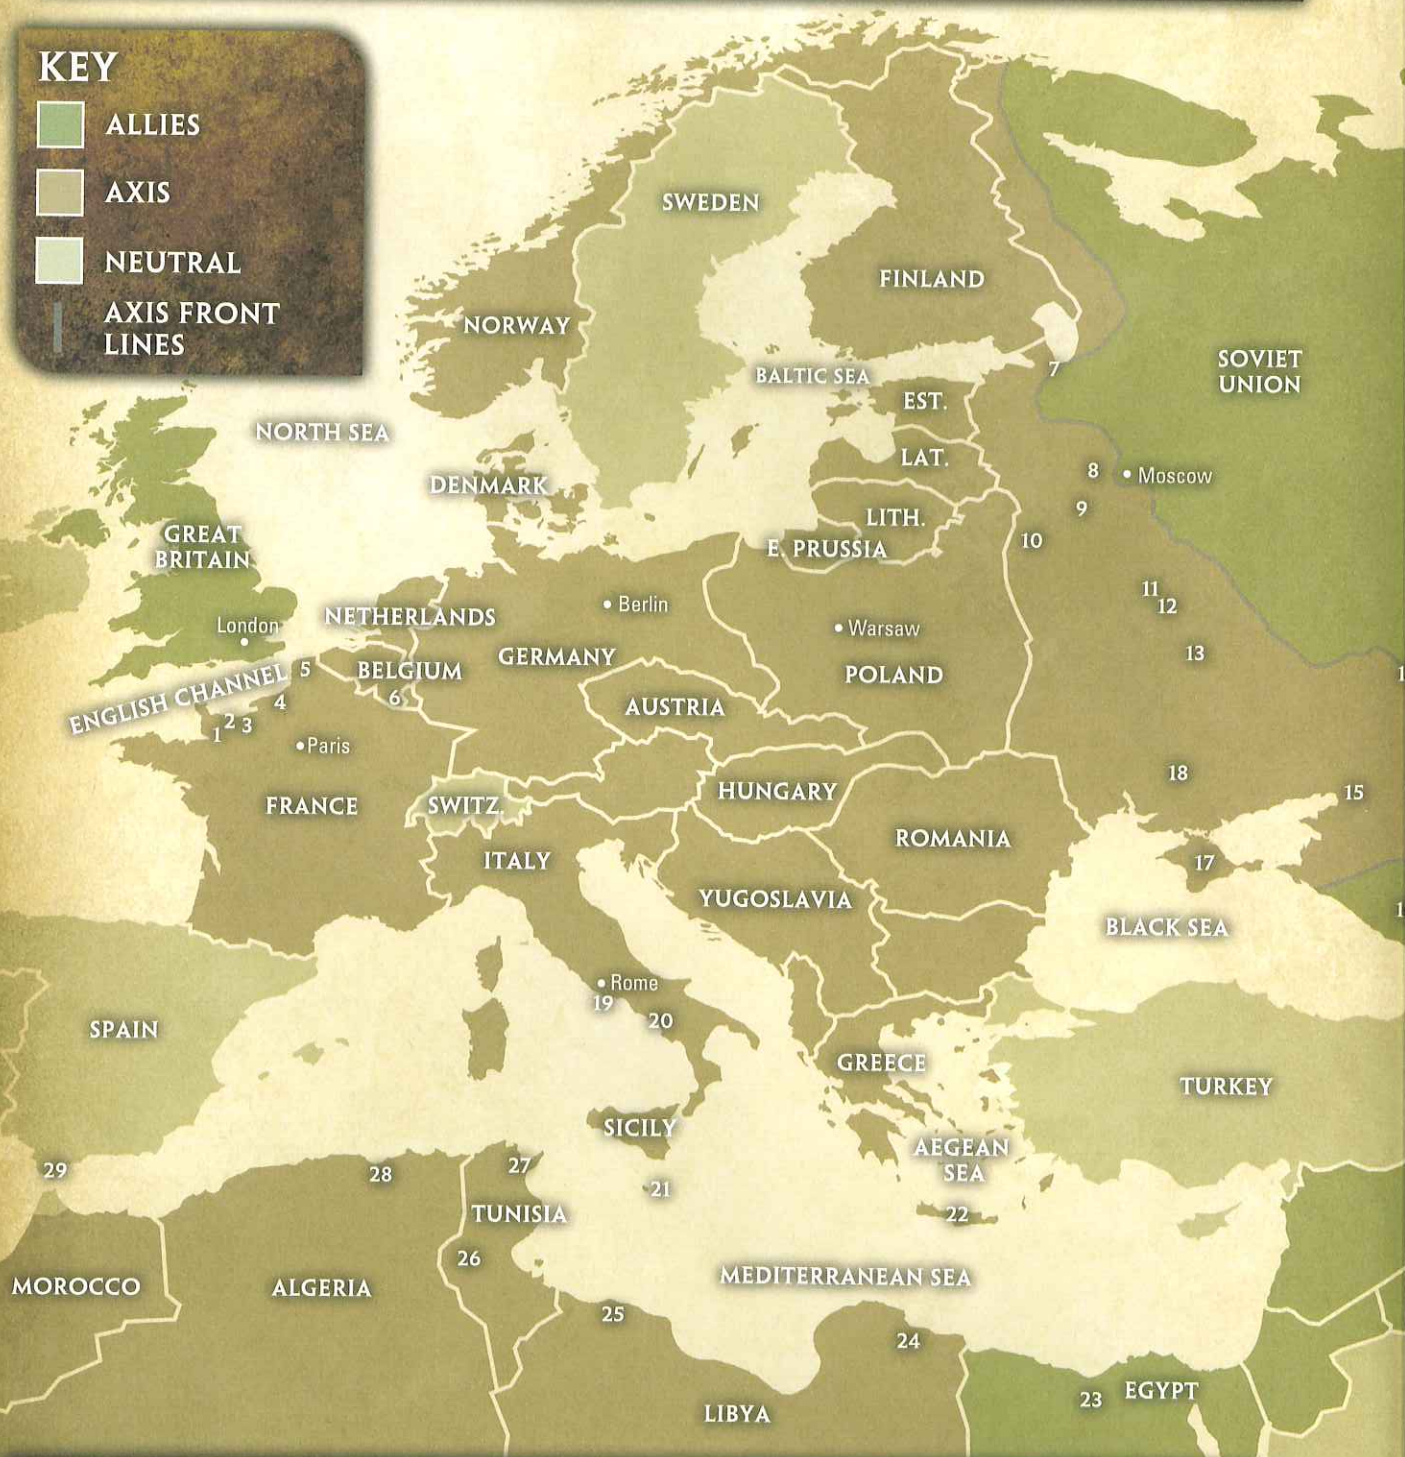 KEY
ALLIES
AXIS
NEUTRAL
AXIS FRONT
LINES
SWEDEN
FINLAND
NORWAY
SOVIET
UNION
7
BALTIC SEA
EST.
NORTH SEA
LAT.
8
Moscow
DENMARK
9
LITH.
GREAT
BRITAIN
10
E. PRUSSIA
11
12
Berlin
NETHERLANDS
London
Warsaw
GERMANY
13
5
BELGIUM
POLAND
1
ENGLISH CHANNEL
6
4
AUSTRIA
2
3
1
Paris
18
HUNGARY
15
FRANCE
SWITZ.
ROMANIA
ITALY
17
YUGOSLAVIA
1
BLACK SEA
Rome
19
20
SPAIN
GREECE
TURKEY
SICILY
AEGEAN
SEA
29
28
27
21
TUNISIA
22
26
MEDITERRANEAN SEA
MOROCCO
ALGERIA
25
24
EGYPT
23
LIBYA